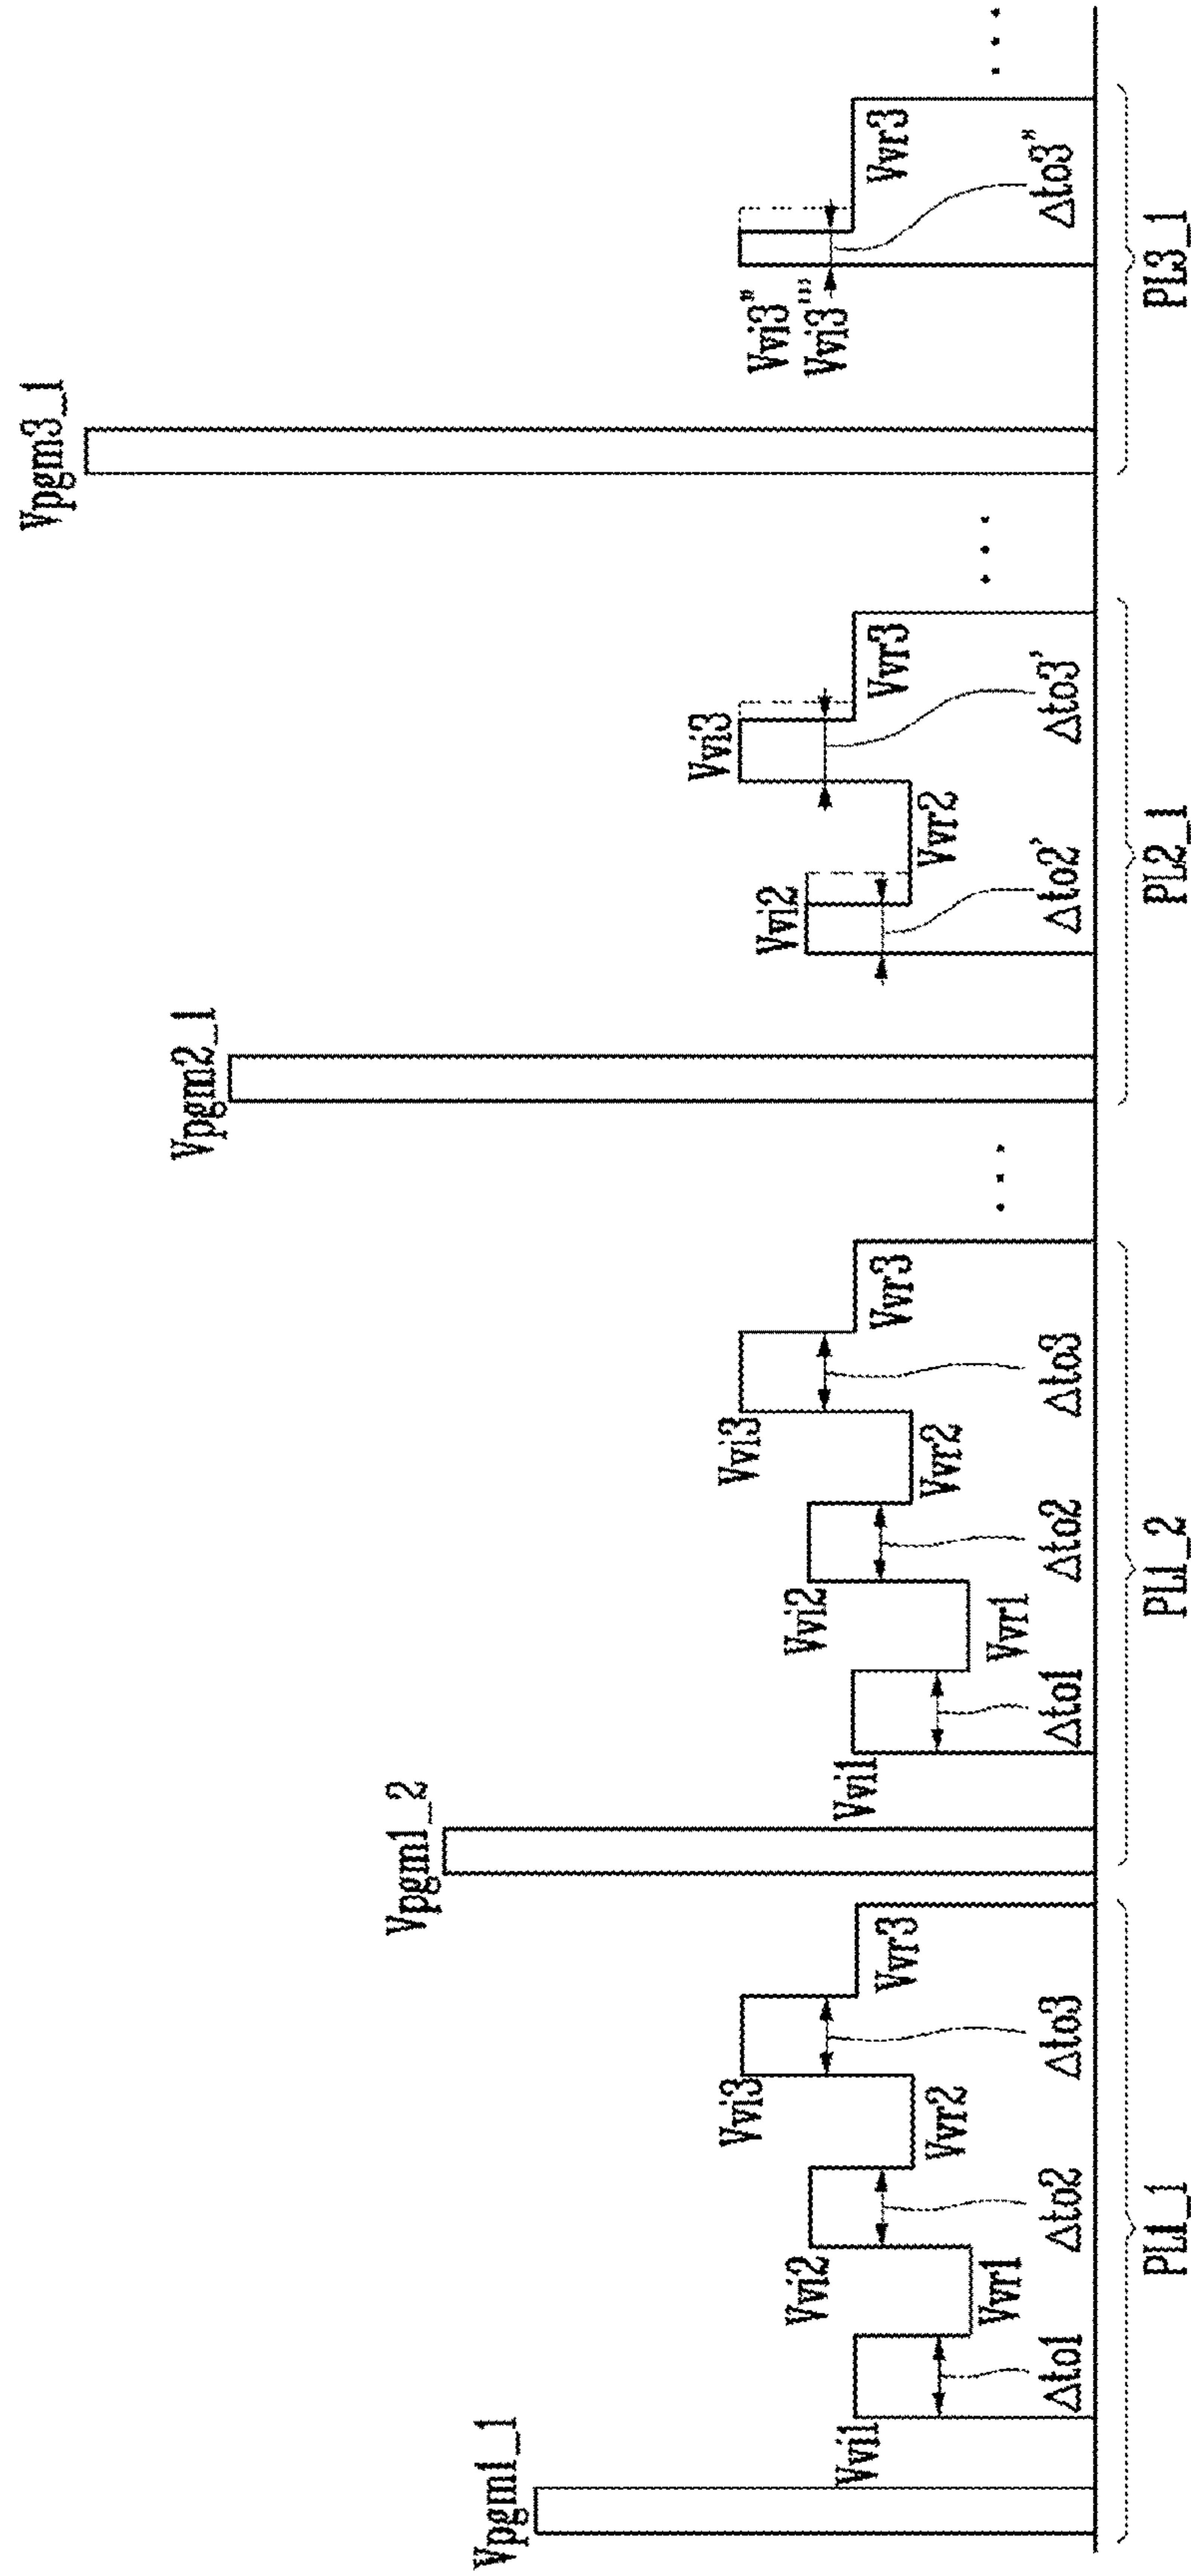 Vpgm1_1
Vvi1
Vvr1
Vvi2
Vvr2
Vvi3
Vvr3
Δto1
Δto2
Δto3
PL1_1
Vpgm1_2
Vvi1
Vvr1
Vvi2
Vvr2
Vvi3
Vvr3
Δto1
Δto2
Δto3
PL1_2
Vpgm2_1
Vvi2
Vvr2
Vvi3
Vvr3
Δto2'
Δto3'
PL2_1
Vpgm3_1
Vvi3"
Vvi3'''
Vvr3
Δto3"
PL3_1